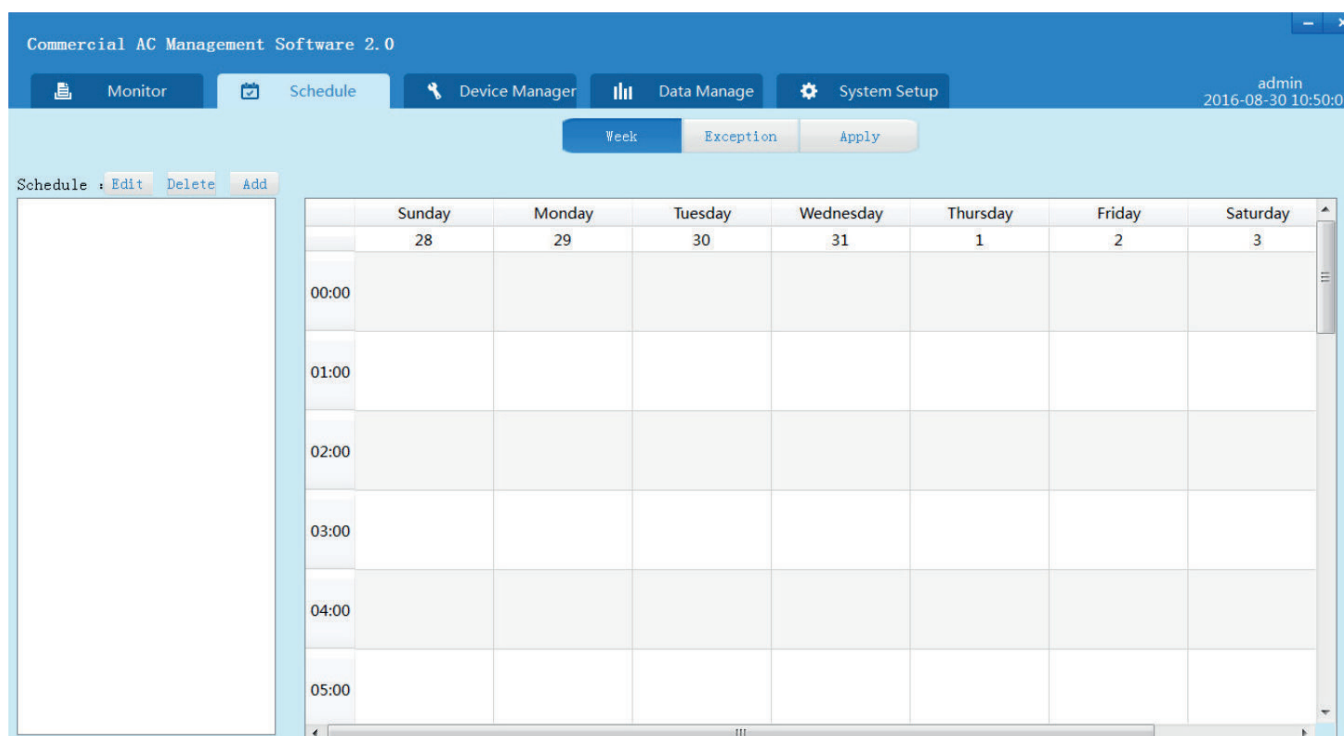 Commercial AC Management Software 2.0
Monitor Schedule Device Manager Data Manage System Setup
admin
2016-08-30 10:50:0
Week Exception Apply
Schedule : Edit Delete Add
Sunday Monday Tuesday Wednesday Thursday Friday Saturday
28 29 30 31 1 2 3
00:00
01:00
02:00
03:00
04:00
05:00